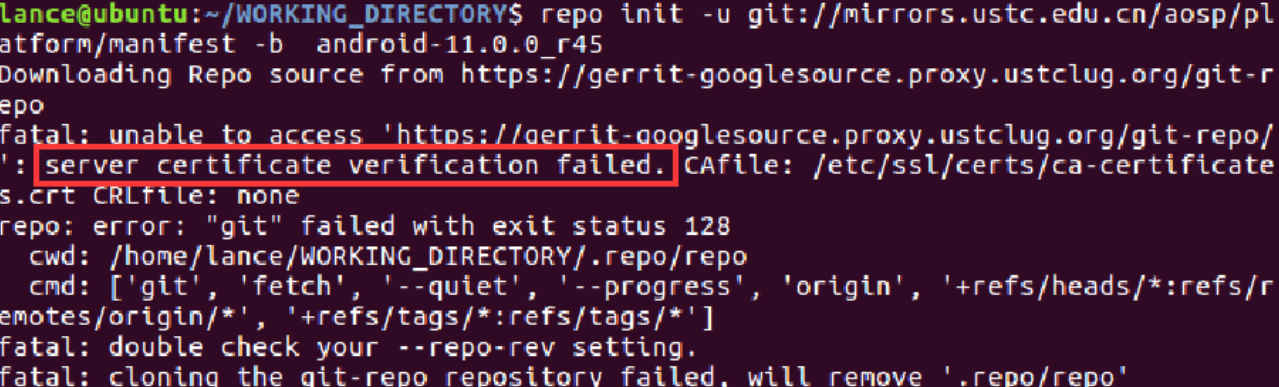 lance@ubuntu:~/WORKING_DIRECTORY$ repo init -u git://mirrors.ustc.edu.cn/aosp/pl
atform/manifest -b  android-11.0.0_r45
Downloading Repo source from https://gerrit-googlesource.proxy.ustclug.org/git-r
epo
fatal: unable to access 'https://gerrit-googlesource.proxy.ustclug.org/git-repo/
': server certificate verification failed. CAfile: /etc/ssl/certs/ca-certificate
s.crt CRLfile: none
repo: error: "git" failed with exit status 128
  cwd: /home/lance/WORKING_DIRECTORY/.repo/repo
  cmd: ['git', 'fetch', '--quiet', '--progress', 'origin', '+refs/heads/*:refs/r
emotes/origin/*', '+refs/tags/*:refs/tags/*']
fatal: double check your --repo-rev setting.
fatal: cloning the git-repo repository failed, will remove '.repo/repo'